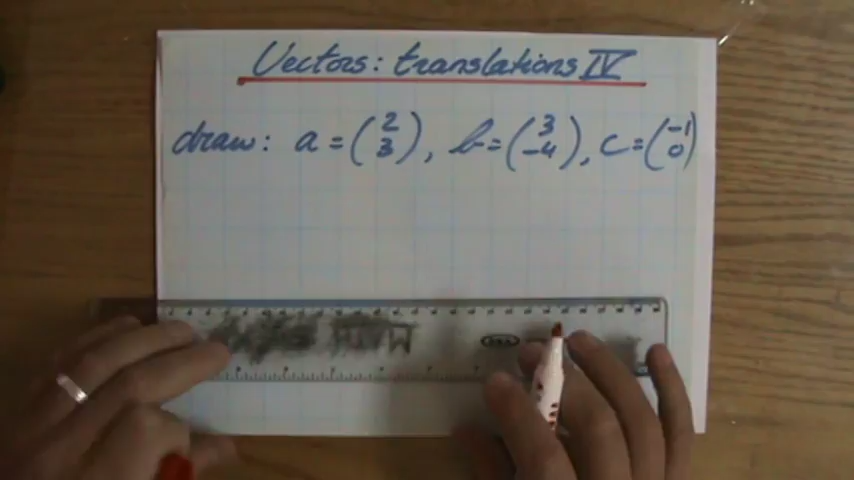 Vectors: translations IV
draw: a = (2 3), b = (3 -4), c = (-1 0)